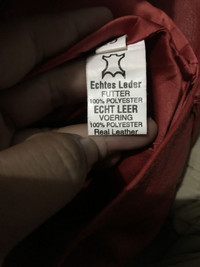 Echtes Leder
FUTTER
100% POLYESTER
ECHT LEER
VOERING
100% POLYESTER
Real Leather